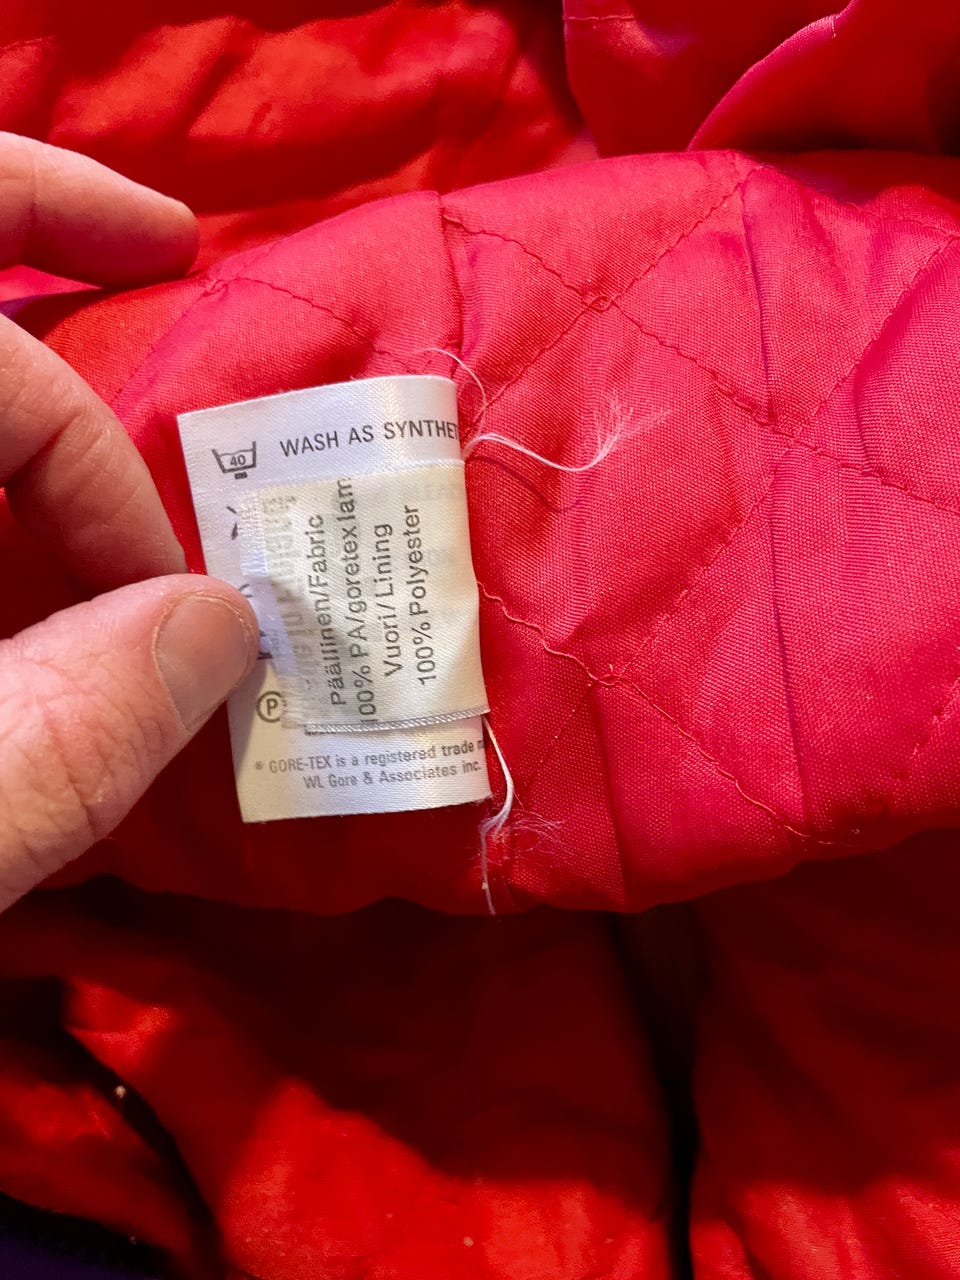 40
WASH AS SYNTHET
Päällinen/Fabric
100% PA/goretex lam
Vuori/Lining
100% Polyester
P
® GORE-TEX is a registered trade m
WL Gore & Associates inc.